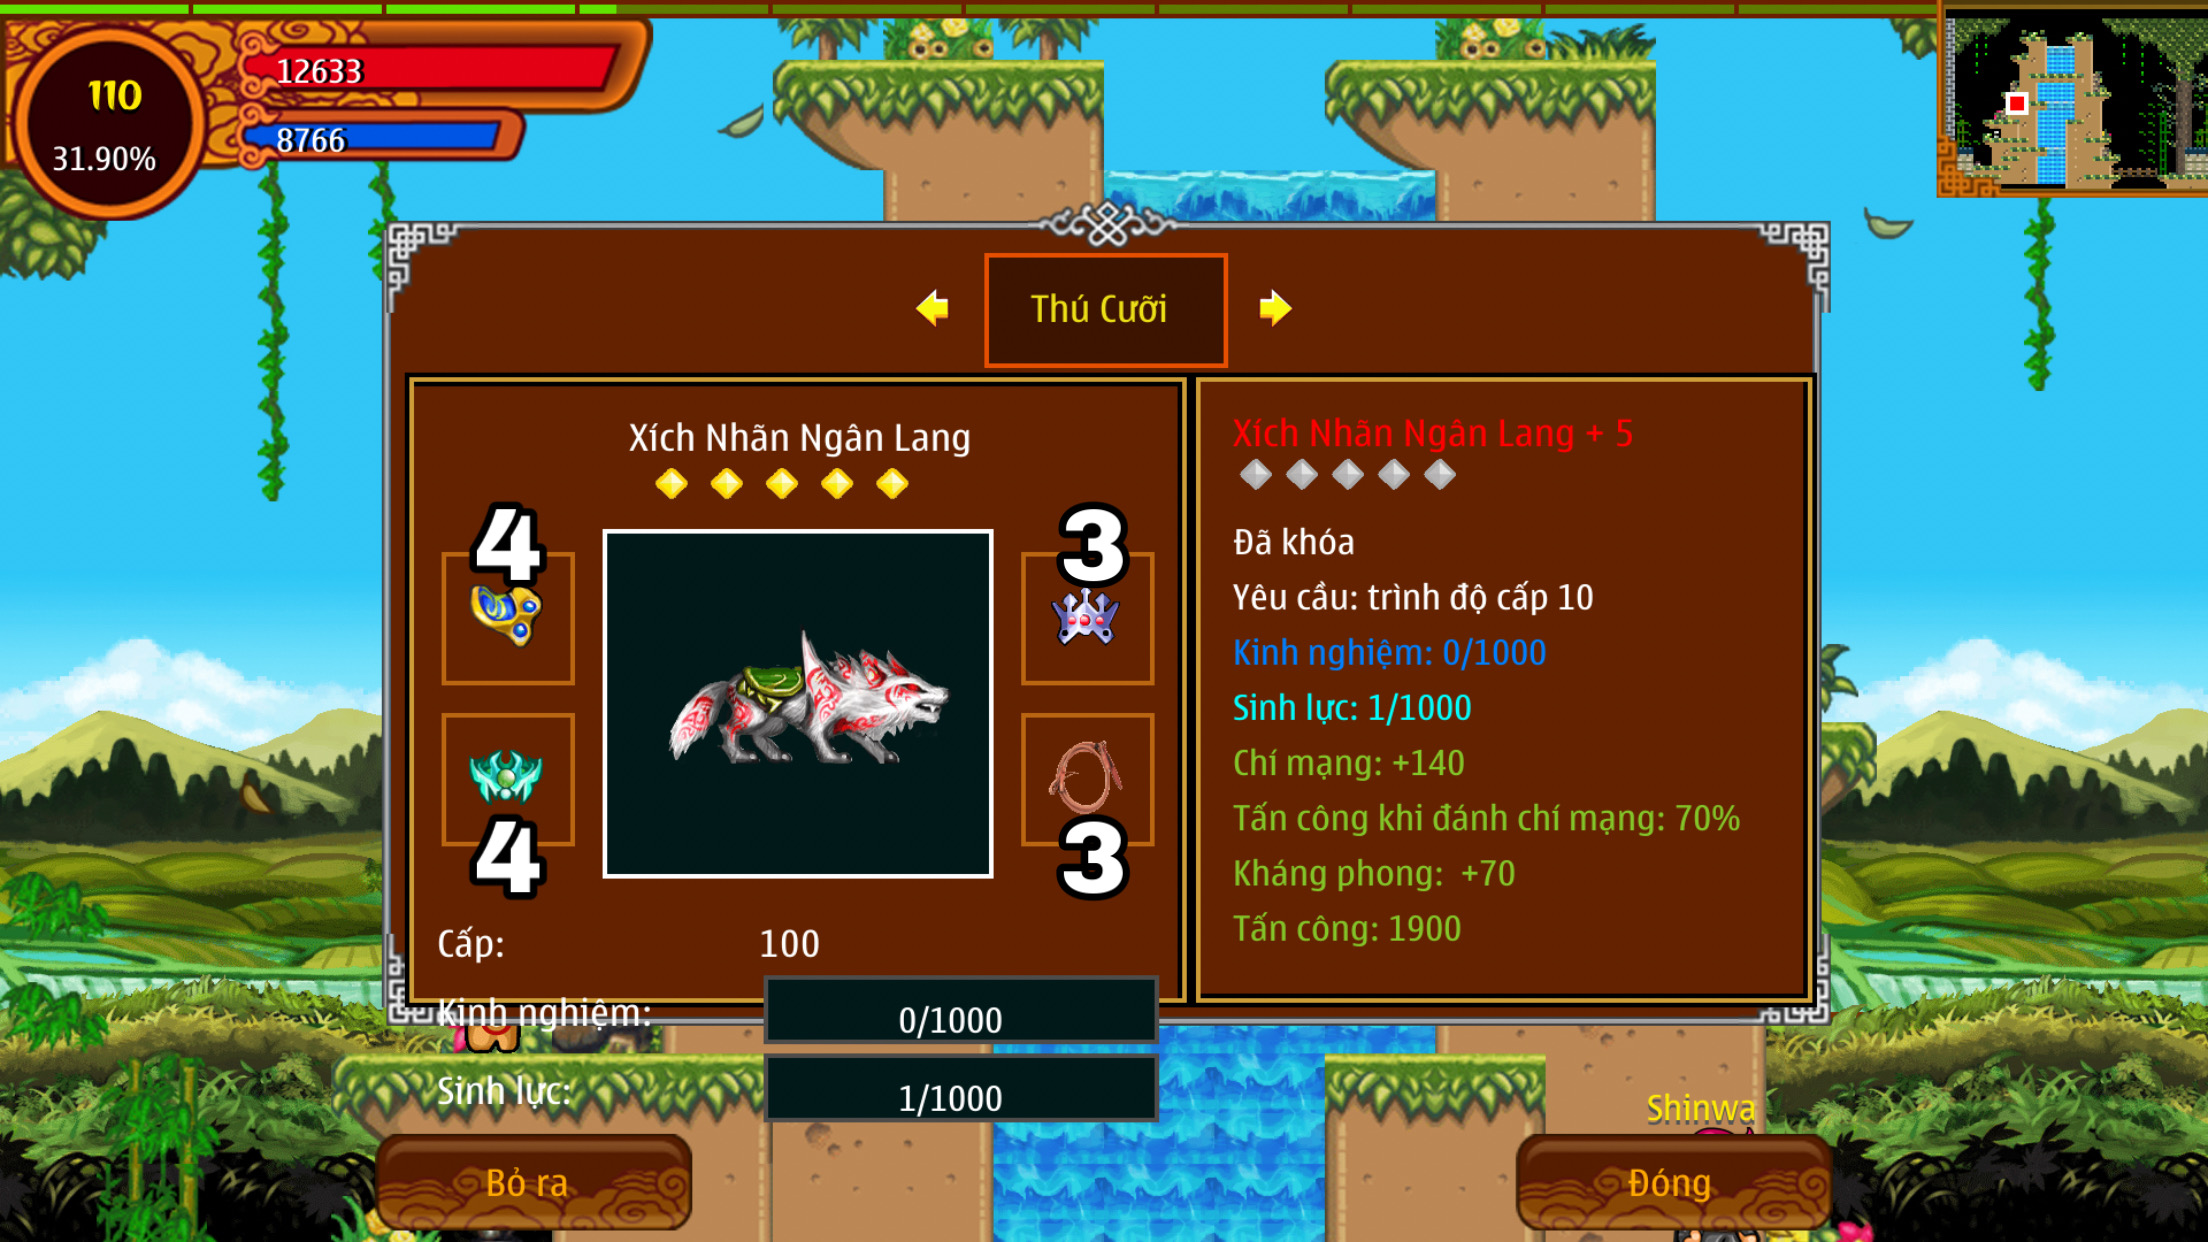 110
31.90%
12633
8766
Thú Cưỡi
Xích Nhãn Ngân Lang
4
3
4
3
Cấp: 100
Kinh nghiệm: 0/1000
Sinh lực: 1/1000
Xích Nhãn Ngân Lang + 5
Đã khóa
Yêu cầu: trình độ cấp 10
Kinh nghiệm: 0/1000
Sinh lực: 1/1000
Chí mạng: +140
Tấn công khi đánh chí mạng: 70%
Kháng phong: +70
Tấn công: 1900
Shinwa
Bỏ ra
Đóng